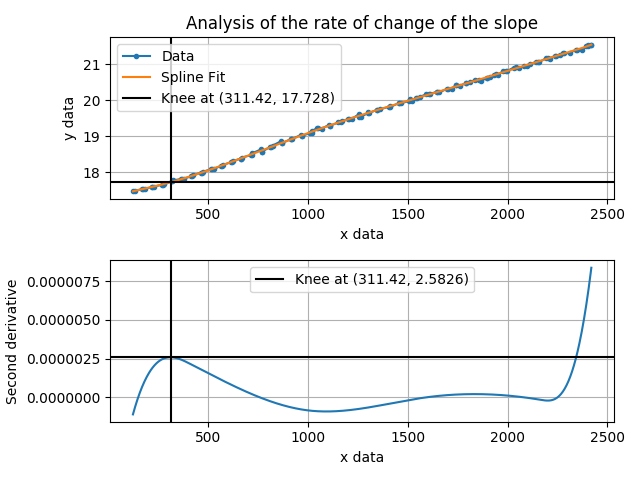 Analysis of the rate of change of the slope
Data
Spline Fit
Knee at (311.42, 17.728)
y data
21
20
19
18
500 1000 1500 2000 2500
x data
Knee at (311.42, 2.5826)
Second derivative
0.0000075
0.0000050
0.0000025
0.0000000
500 1000 1500 2000 2500
x data